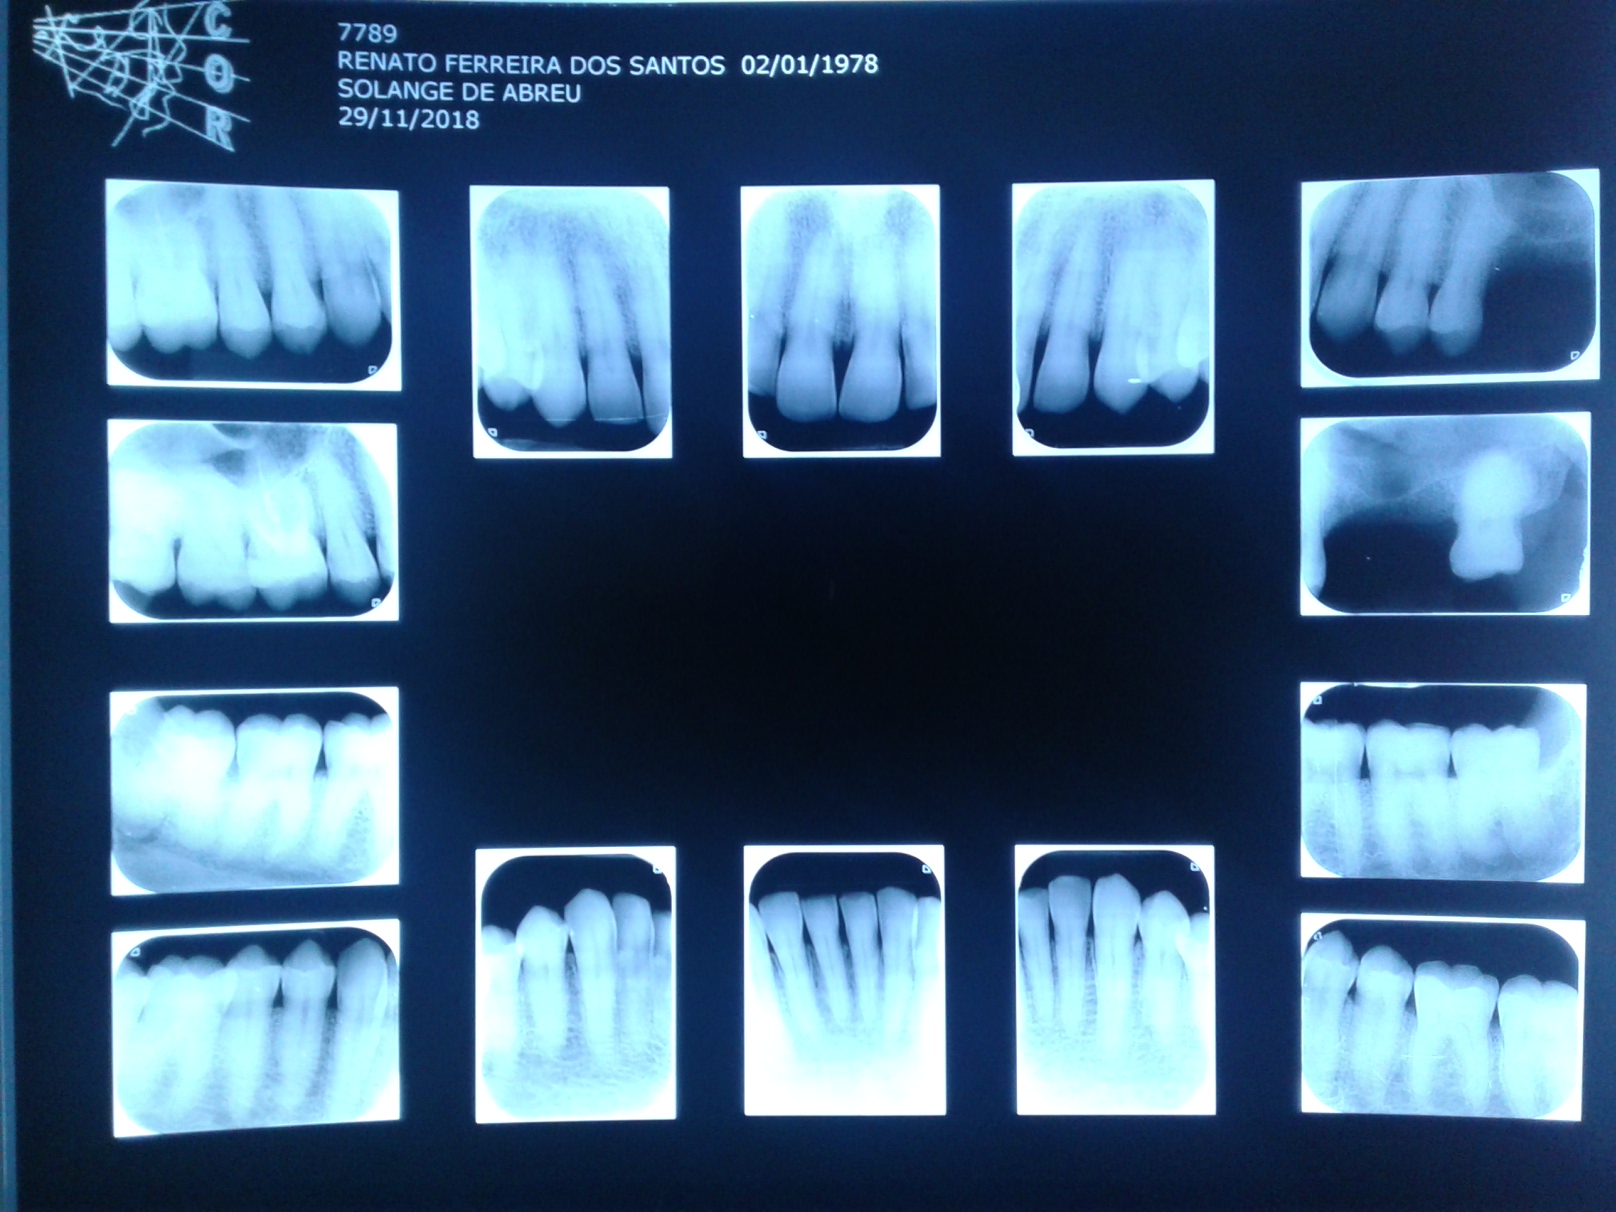 7789
RENATO FERREIRA DOS SANTOS 02/01/1978
SOLANGE DE ABREU
29/11/2018
C
O
R